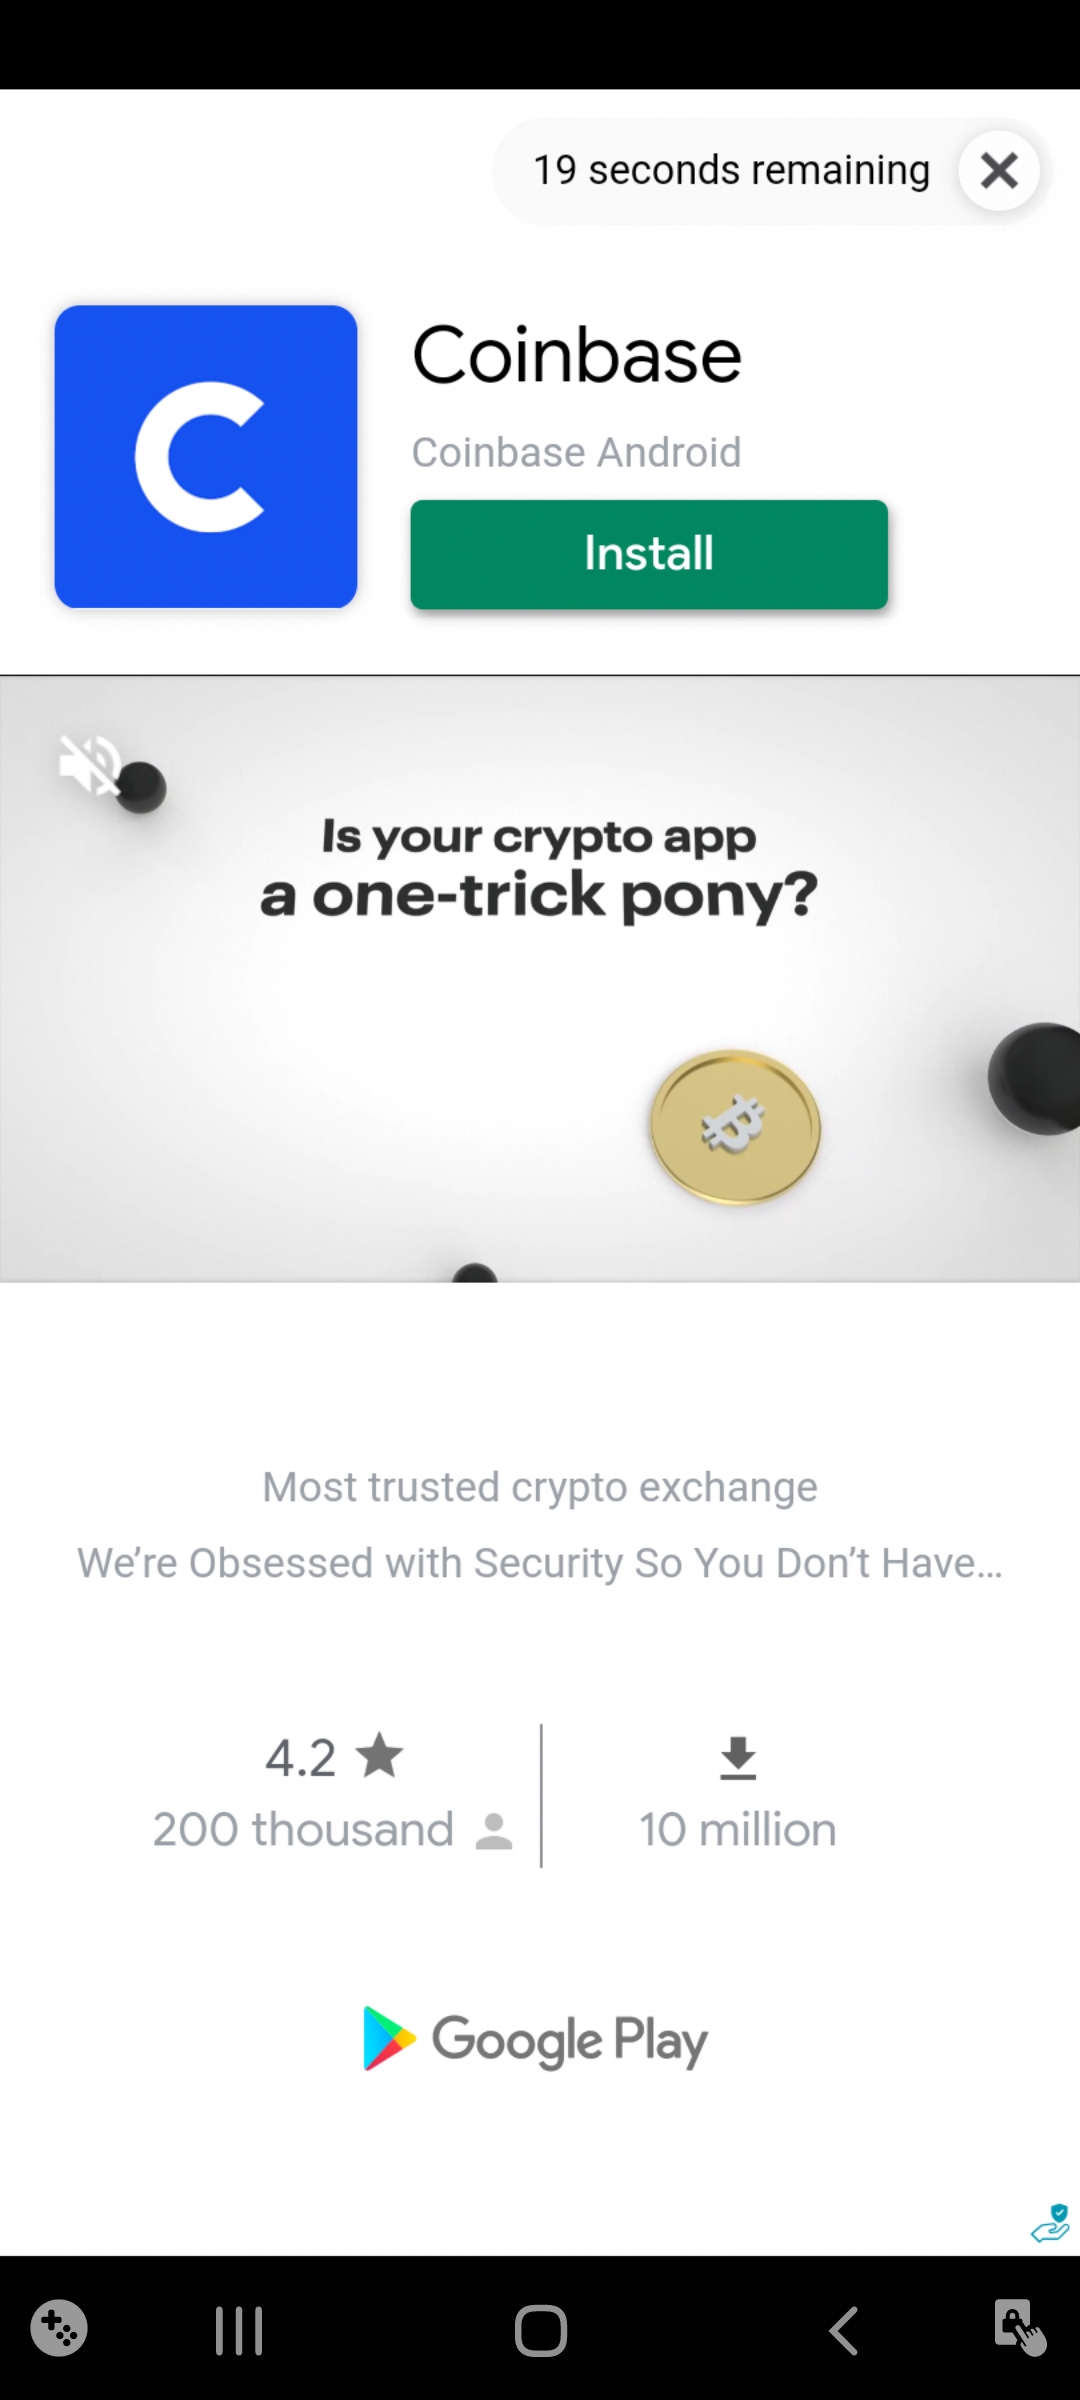 19 seconds remaining
Coinbase
Coinbase Android
Install
Is your crypto app
a one-trick pony?
Most trusted crypto exchange
We’re Obsessed with Security So You Don’t Have...
4.2
200 thousand
10 million
Google Play